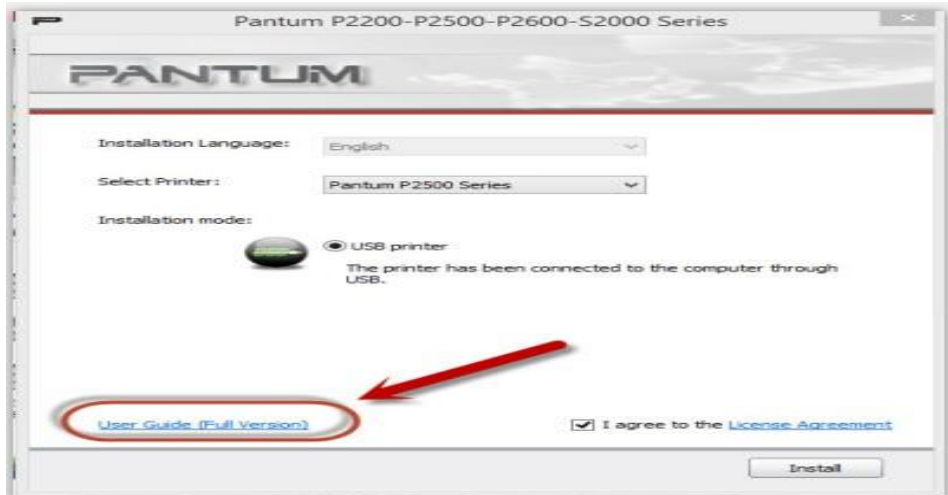 Pantum P2200-P2500-P2600-S2000 Series
PANTUM
Installation Language: English
Select Printer: Pantum P2500 Series
Installation mode:
USB printer
The printer has been connected to the computer through
USB.
User Guide (Full Version)
I agree to the License Agreement
Install